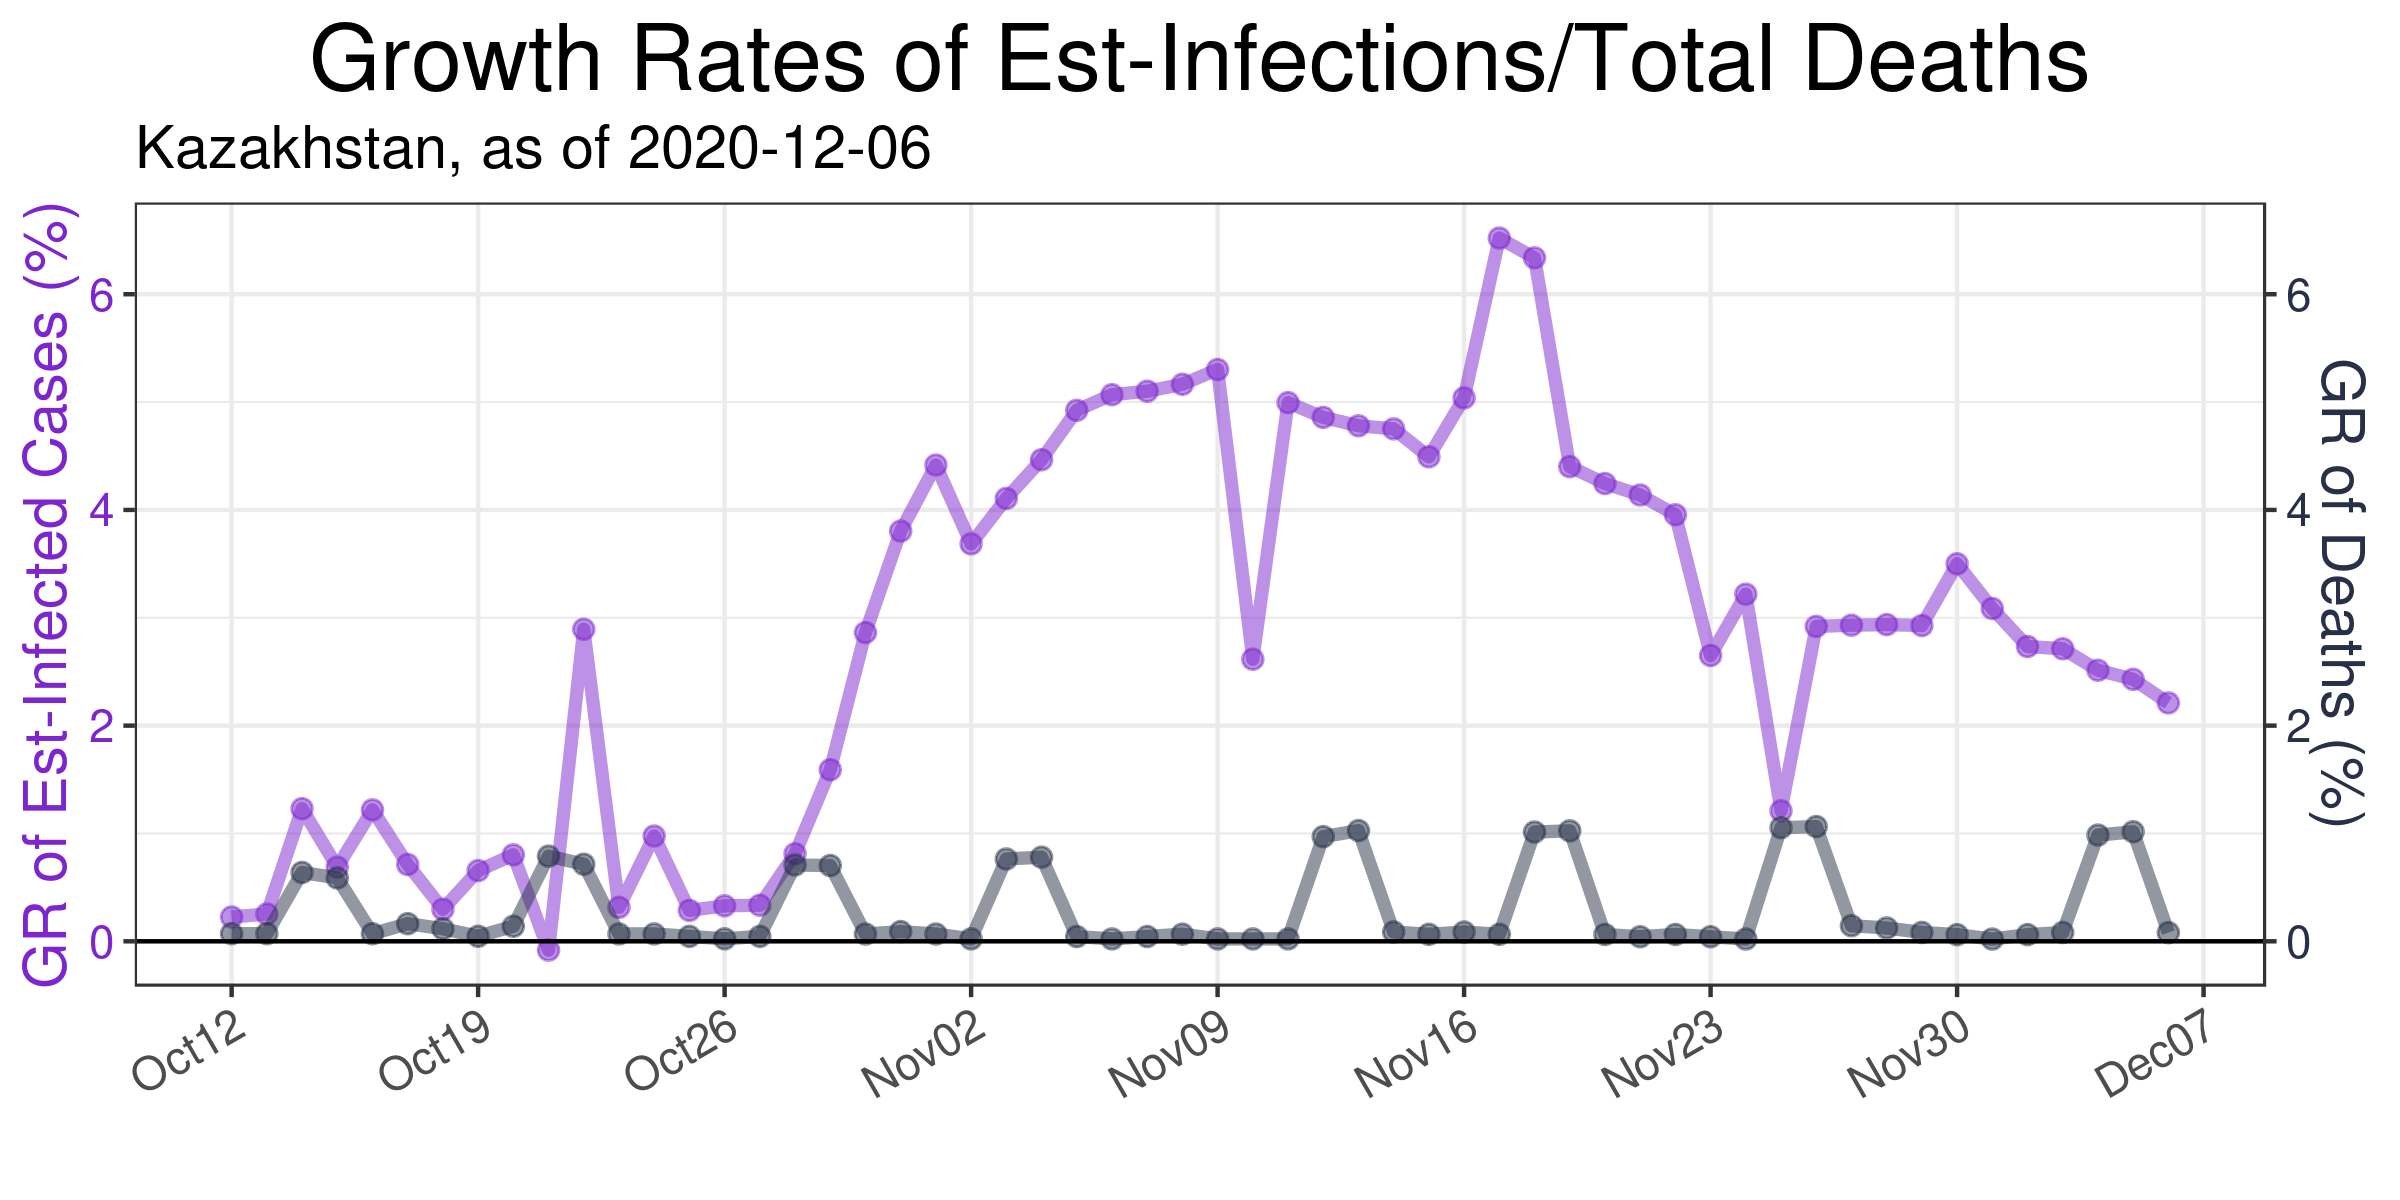 Growth Rates of Est-Infections/Total Deaths
Kazakhstan, as of 2020-12-06
GR of Est-Infected Cases (%)
6
4
2
0
6
4
2
0
GR of Deaths (%)
Oct12
Oct19
Oct26
Nov02
Nov09
Nov16
Nov23
Nov30
Dec07